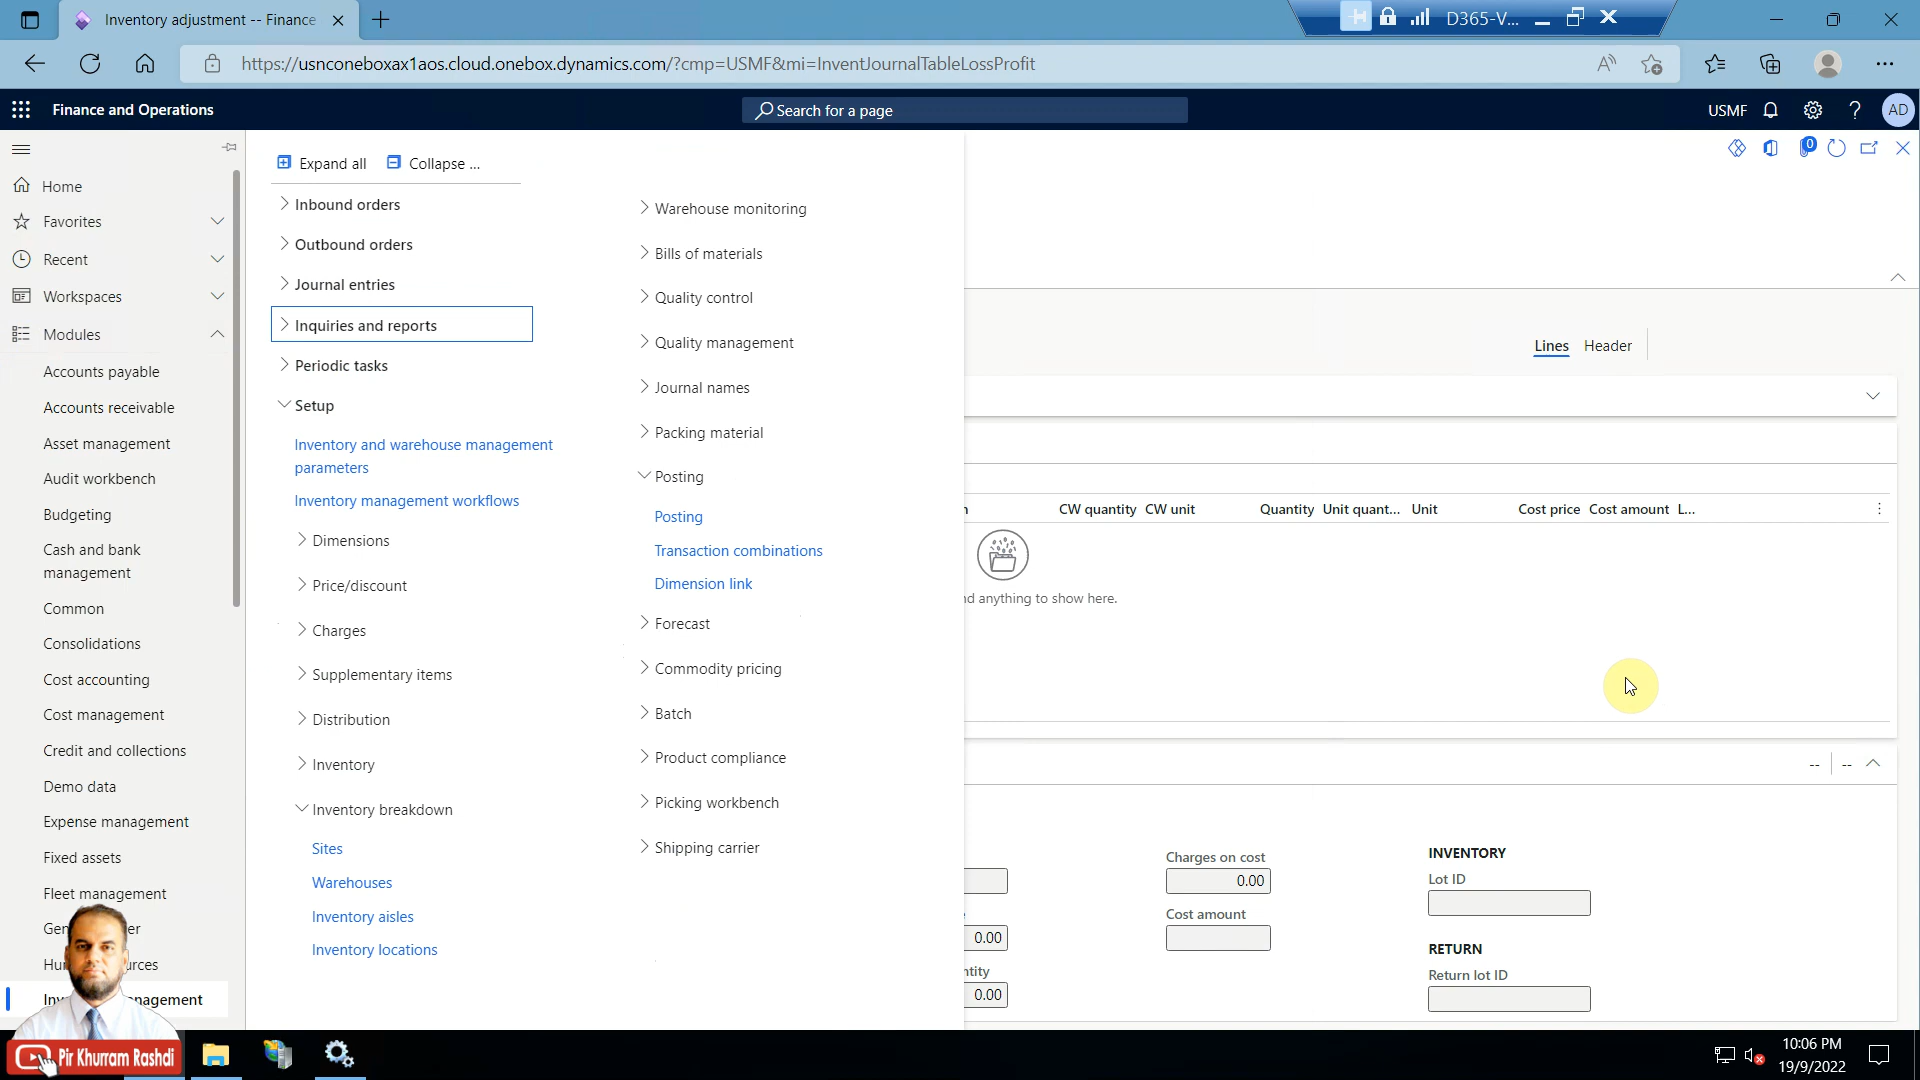 Inventory adjustment -- Finance
D365-V...
https://usnconeboxax1aos.cloud.onebox.dynamics.com/?cmp=USMF&mi=InventJournalTableLossProfit
Finance and Operations
Search for a page
USMF
?
AD
0
Home
Favorites
Recent
Workspaces
Modules
Accounts payable
Accounts receivable
Asset management
Audit workbench
Budgeting
Cash and bank
management
Common
Consolidations
Cost accounting
Cost management
Credit and collections
Demo data
Expense management
Fixed assets
Fleet management
Expand all
Collapse ...
Inbound orders
Outbound orders
Journal entries
Inquiries and reports
Periodic tasks
Setup
Inventory and warehouse management
parameters
Inventory management workflows
Dimensions
Price/discount
Charges
Supplementary items
Distribution
Inventory
Inventory breakdown
Sites
Warehouses
Inventory aisles
Inventory locations
Warehouse monitoring
Bills of materials
Quality control
Quality management
Journal names
Packing material
Posting
Posting
Transaction combinations
Dimension link
Forecast
Commodity pricing
Batch
Product compliance
Picking workbench
Shipping carrier
Lines Header
CW quantity CW unit Quantity Unit quant... Unit Cost price Cost amount L...
anything to show here.
-- --
0.00
0.00
Charges on cost
0.00
Cost amount
INVENTORY
Lot ID
RETURN
Return lot ID
Pir Khurram Rashdi
10:06 PM
19/9/2022